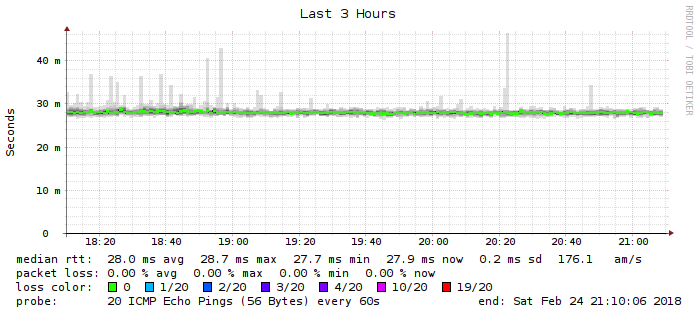 Last 3 Hours
RRDTOOL / TOBI OETIKER
Seconds
40 m
30 m
20 m
10 m
0
18:20 18:40 19:00 19:20 19:40 20:00 20:20 20:40 21:00
median rtt: 28.0 ms avg 28.7 ms max 27.7 ms min 27.9 ms now 0.2 ms sd 176.1 am/s
packet loss: 0.00 % avg 0.00 % max 0.00 % min 0.00 % now
loss color: 0 1/20 2/20 3/20 4/20 10/20 19/20
probe: 20 ICMP Echo Pings (56 Bytes) every 60s end: Sat Feb 24 21:10:06 2018